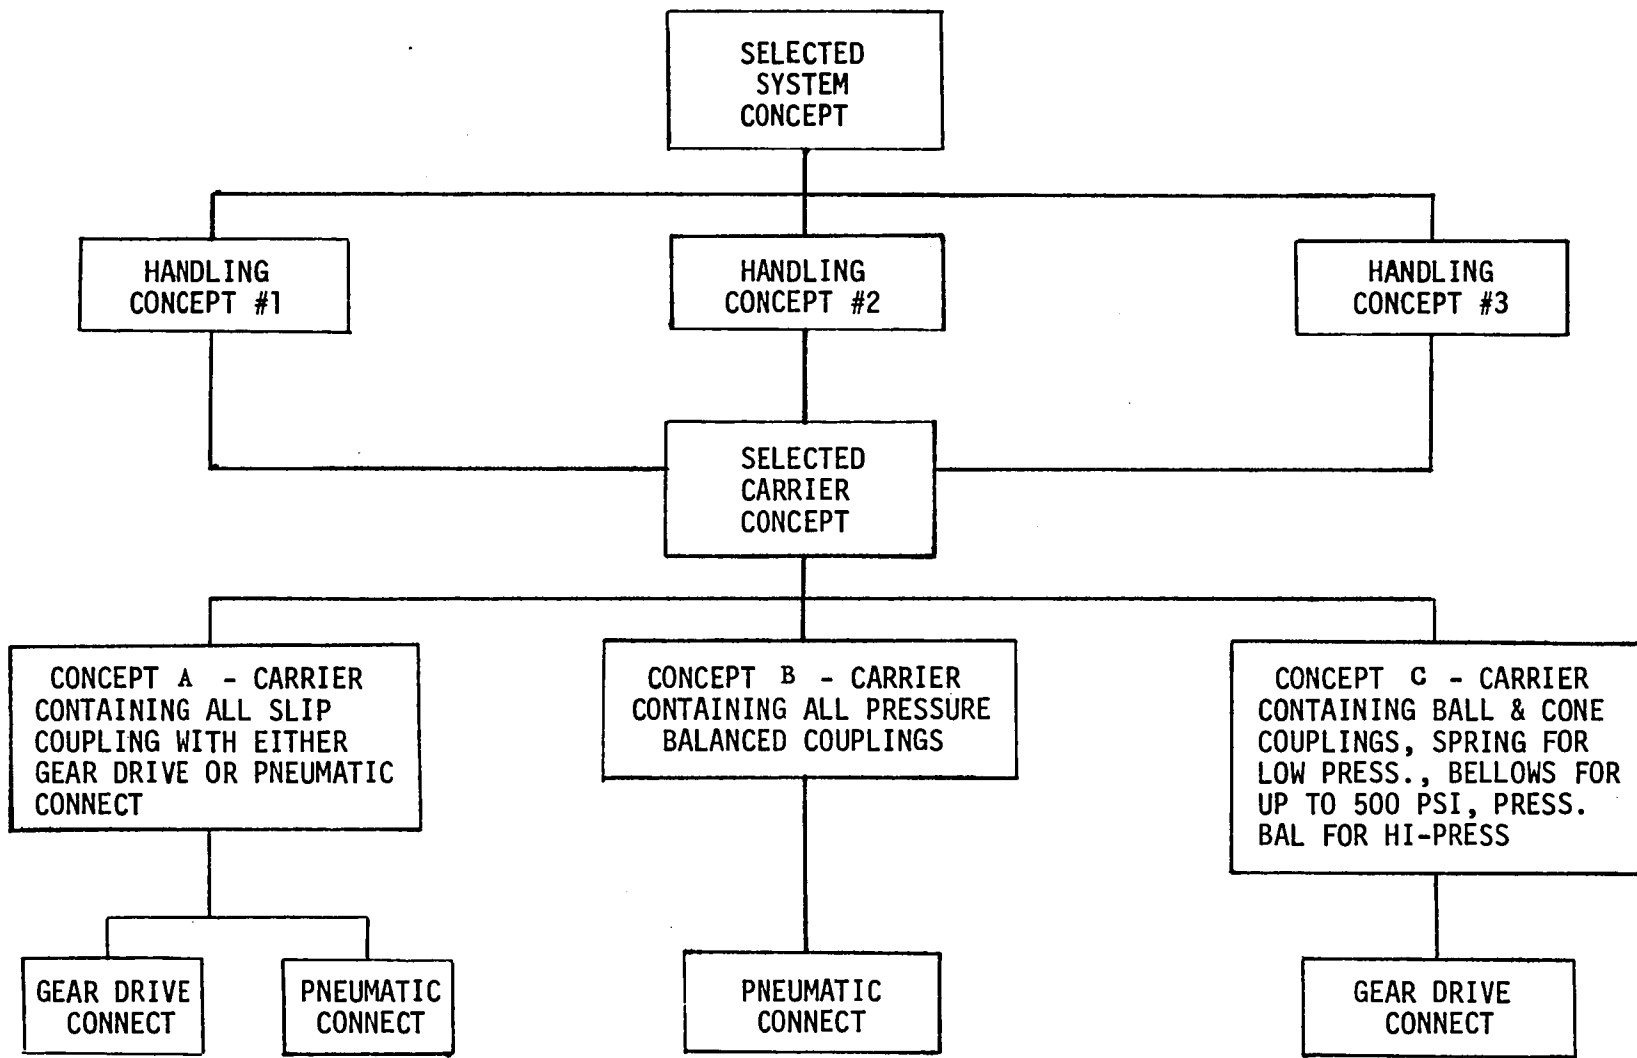 SELECTED
SYSTEM
CONCEPT
HANDLING
CONCEPT #1
HANDLING
CONCEPT #2
HANDLING
CONCEPT #3
SELECTED
CARRIER
CONCEPT
CONCEPT A - CARRIER
CONTAINING ALL SLIP
COUPLING WITH EITHER
GEAR DRIVE OR PNEUMATIC
CONNECT
CONCEPT B - CARRIER
CONTAINING ALL PRESSURE
BALANCED COUPLINGS
CONCEPT C - CARRIER
CONTAINING BALL & CONE
COUPLINGS, SPRING FOR
LOW PRESS., BELLOWS FOR
UP TO 500 PSI, PRESS.
BAL FOR HI-PRESS
GEAR DRIVE
CONNECT
PNEUMATIC
CONNECT
PNEUMATIC
CONNECT
GEAR DRIVE
CONNECT